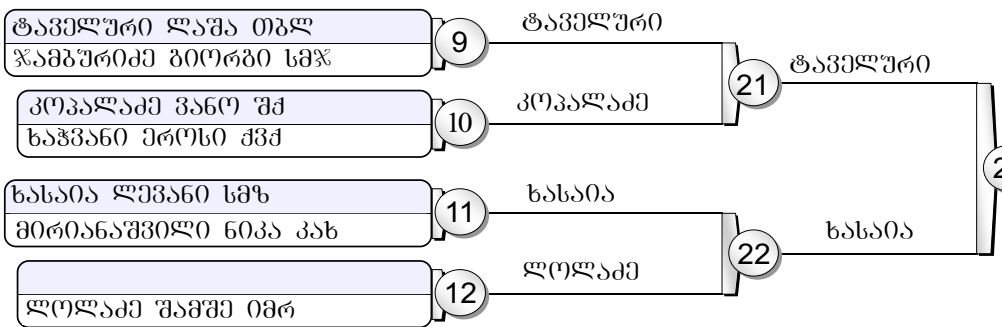 ტაველური ლაშა თბლ
ჯამბურიძე გიორგი სმჯ
9
ტაველური
კოპალაძე ვანო შქ
ხაჭვანი ეროსი ქვქ
10
კოპალაძე
21
ტაველური
ხასაია ლევანი სმზ
მირიანაშვილი ნიკა კახ
11
ხასაია
ლოლაძე შამშე იმრ
12
ლოლაძე
22
ხასაია